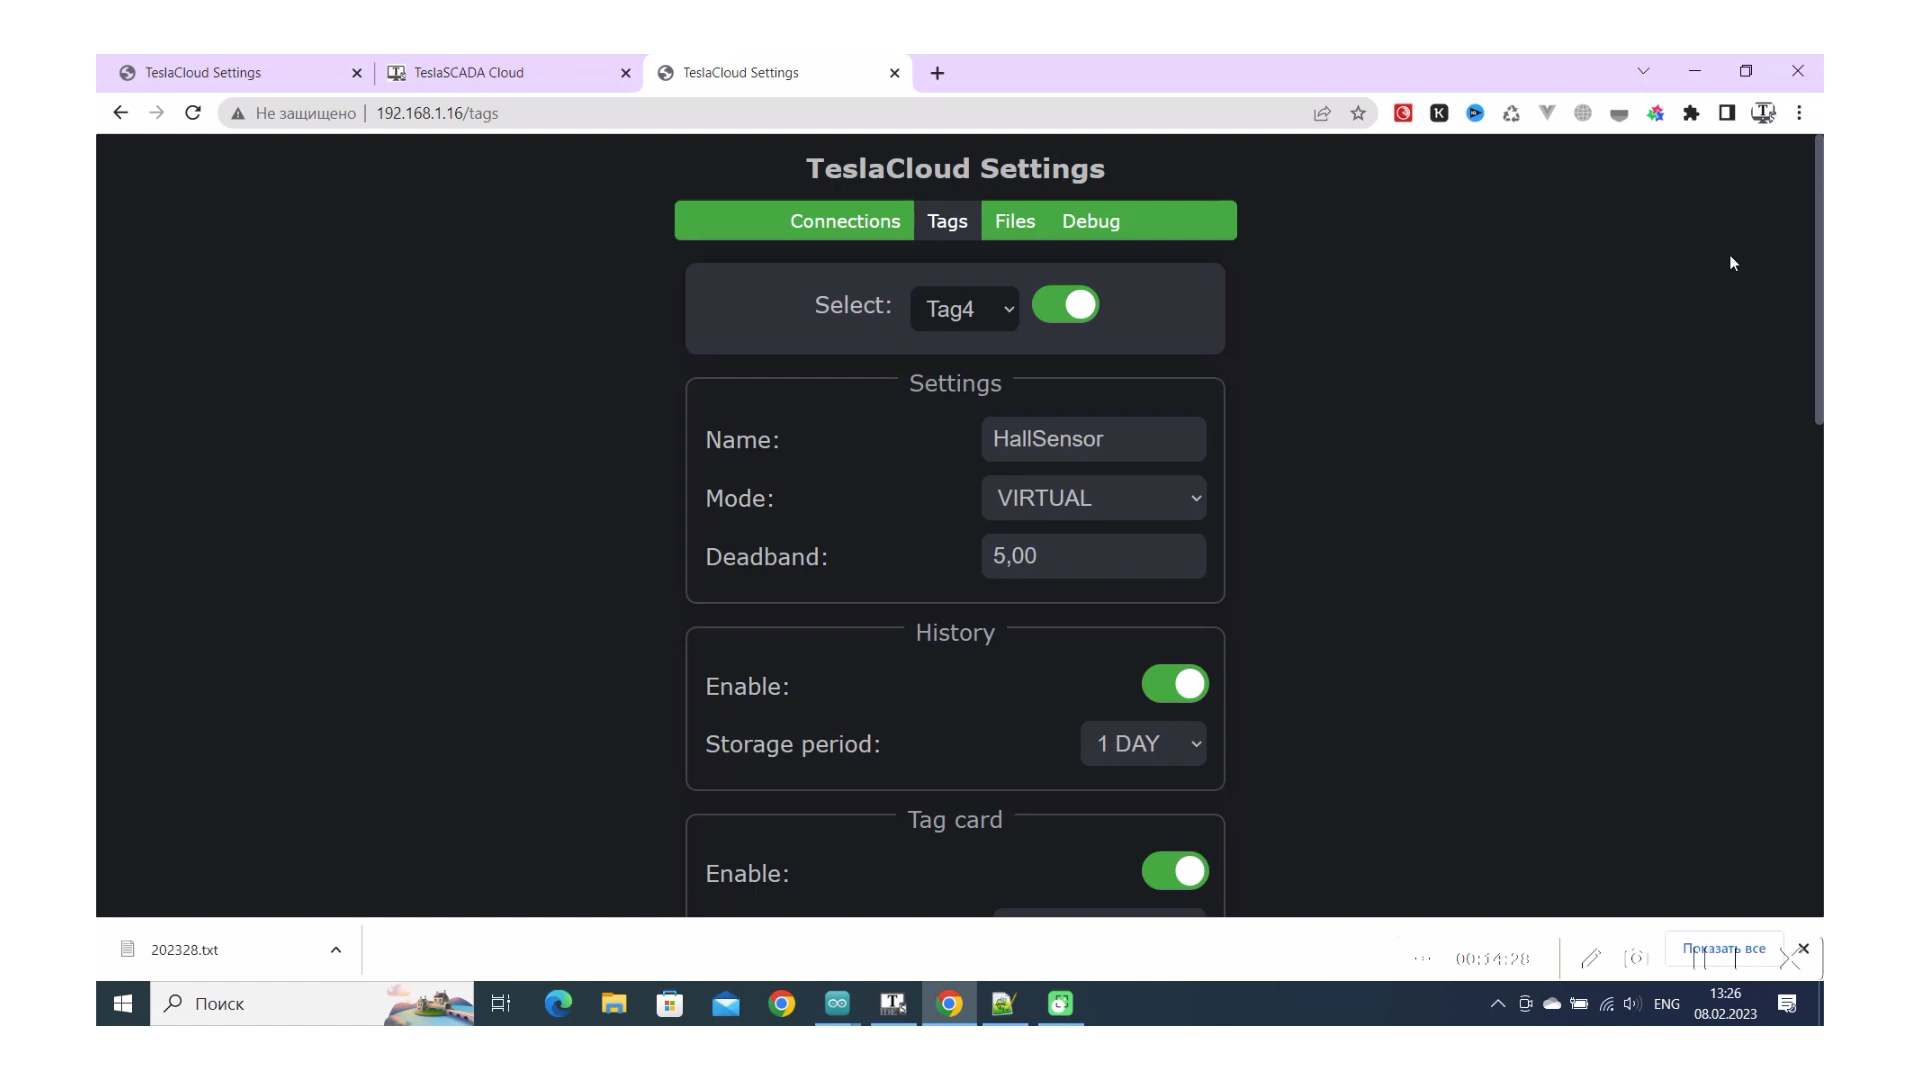 TeslaCloud Settings TeslaSCADA Cloud TeslaCloud Settings
Не защищено 192.168.1.16/tags
TeslaCloud Settings
Connections Tags Files Debug
Select: Tag4
Settings
Name: HallSensor
Mode: VIRTUAL
Deadband: 5,00
History
Enable:
Storage period: 1 DAY
Tag card
Enable:
202328.txt 00:14:28 Показать все
Поиск ENG 13:26
08.02.2023